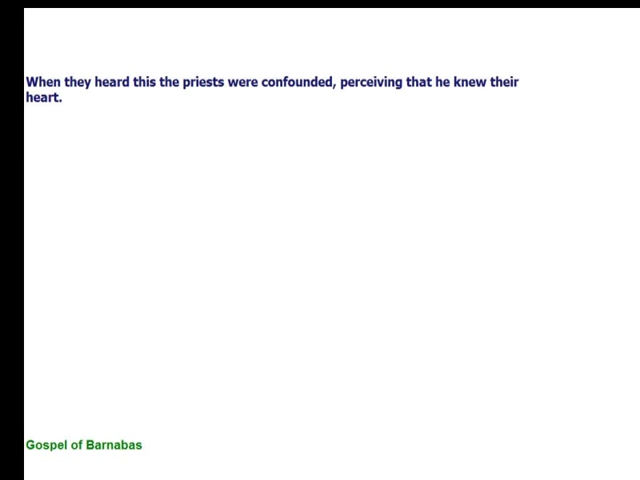 When they heard this the priests were confounded, perceiving that he knew their
heart.
Gospel of Barnabas